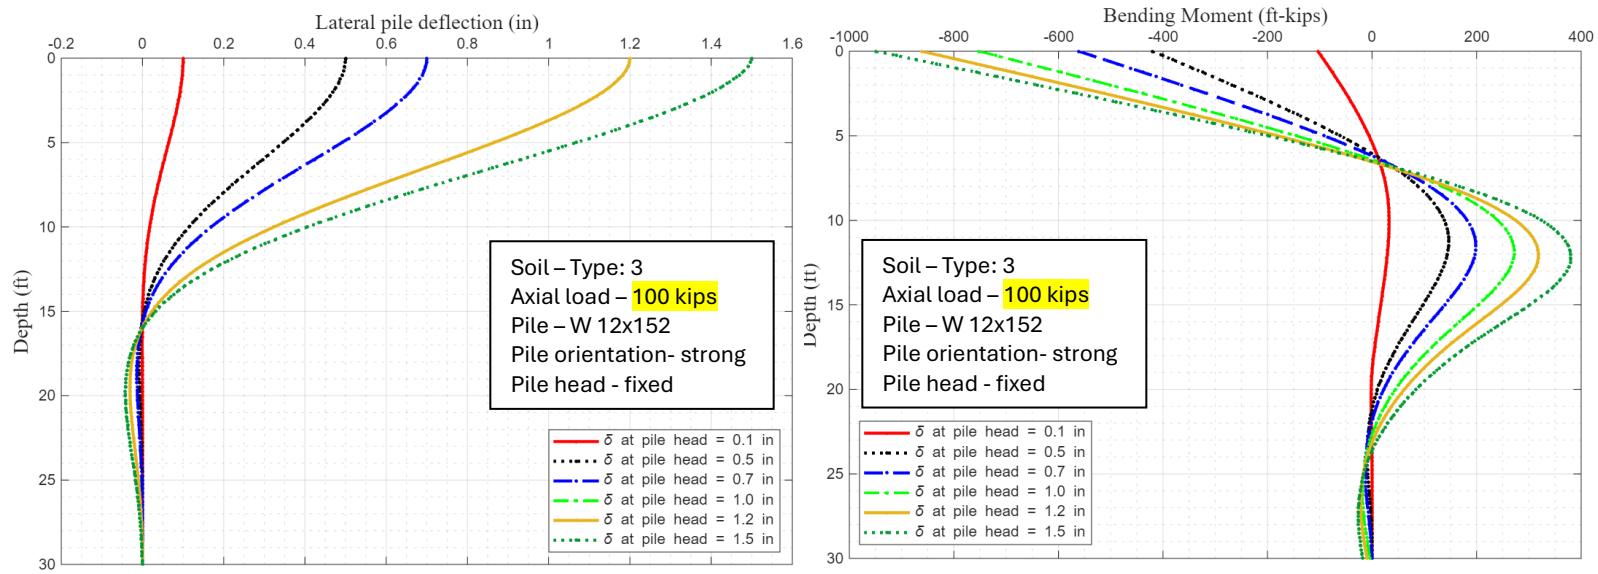 Lateral pile deflection (in)
-0.2 0 0.2 0.4 0.6 0.8 1 1.2 1.4 1.6
0
5
10
15
20
25
30
Depth (ft)
Soil – Type: 3
Axial load – 100 kips
Pile – W 12x152
Pile orientation- strong
Pile head - fixed
δ at pile head = 0.1 in
δ at pile head = 0.5 in
δ at pile head = 0.7 in
δ at pile head = 1.0 in
δ at pile head = 1.2 in
δ at pile head = 1.5 in
Bending Moment (ft-kips)
-1000 -800 -600 -400 -200 0 200 400
0
5
10
15
20
25
30
Depth (ft)
Soil – Type: 3
Axial load – 100 kips
Pile – W 12x152
Pile orientation- strong
Pile head - fixed
δ at pile head = 0.1 in
δ at pile head = 0.5 in
δ at pile head = 0.7 in
δ at pile head = 1.0 in
δ at pile head = 1.2 in
δ at pile head = 1.5 in